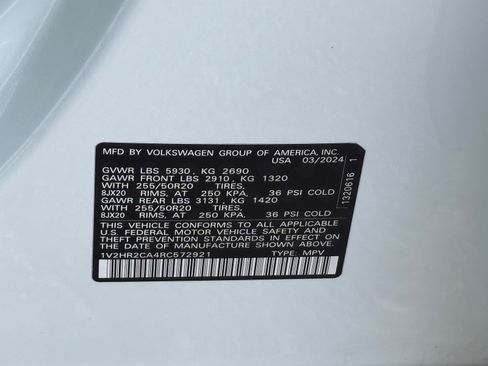 MFD BY VOLKSWAGEN GROUP OF AMERICA, INC.
USA 03/2024
GVWR LBS 5930 , KG 2690
GAWR FRONT LBS 2910 , KG 1320
WITH 255/50R20 TIRES,
8JX20 RIMS, AT 250 KPA, 36 PSI COLD
GAWR REAR LBS 3131 , KG 1420
WITH 255/50R20 TIRES,
8JX20 RIMS, AT 250 KPA, 36 PSI COLD
THIS VEHICLE CONFORMS TO ALL APPLICABLE
U.S. FEDERAL MOTOR VEHICLE SAFETY AND
THEFT PREVENTION STANDARDS IN EFFECT ON
THE DATE OF MANUFACTURE SHOWN ABOVE.
1V2HR2CA4RC572921 TYPE: MPV
1320616 1